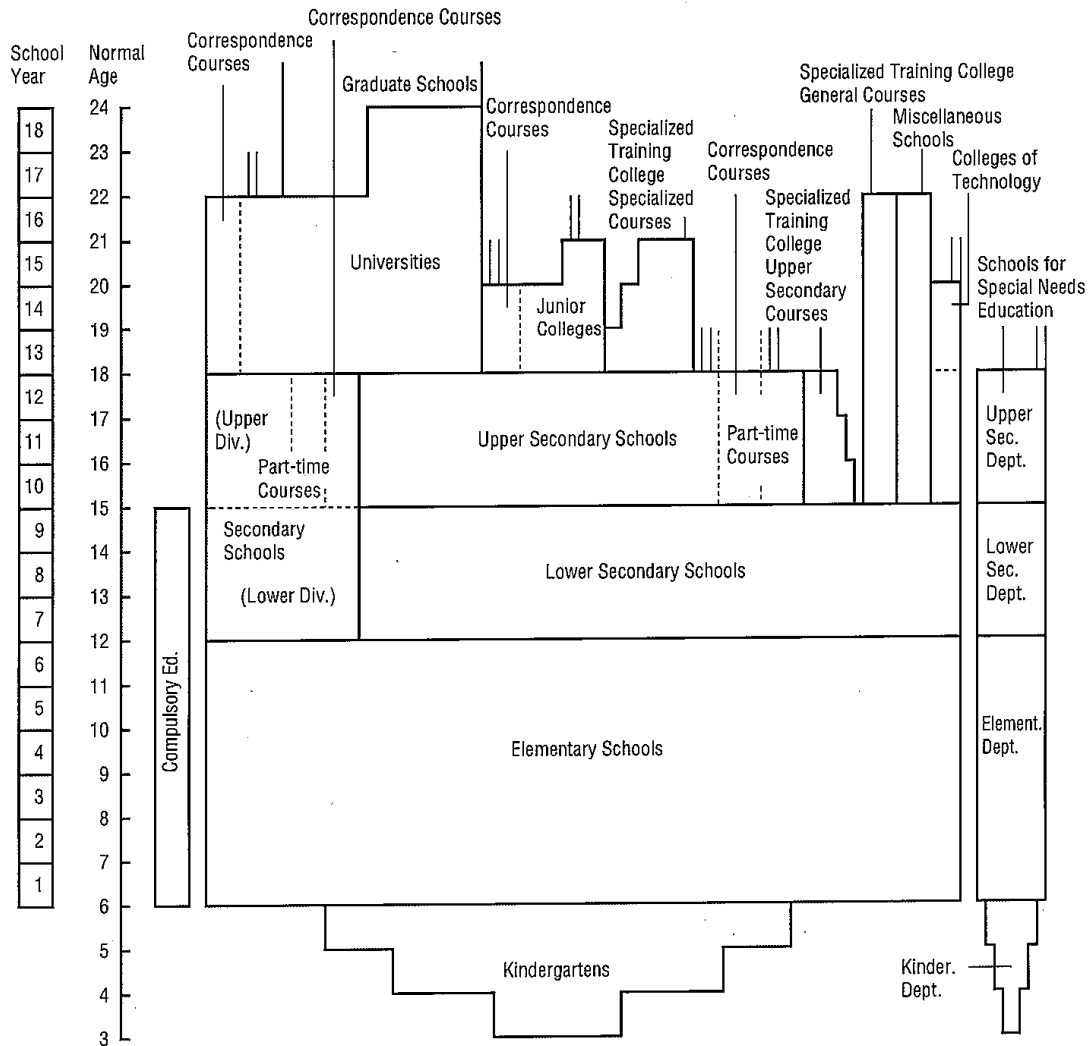 Correspondence Courses
School
Year
Normal
Age
Correspondence
Courses
Graduate Schools
Correspondence
Courses
Specialized
Training
College
Specialized
Courses
Correspondence
Courses
Specialized
Training
College
Upper
Secondary
Courses
Specialized Training College
General Courses
Miscellaneous
Schools
Colleges of
Technology
Schools for
Special Needs
Education
18
17
16
15
14
13
12
11
10
9
8
7
6
5
4
3
2
1
24
23
22
21
20
19
18
17
16
15
14
13
12
11
10
9
8
7
6
5
4
3
Compulsory Ed.
Universities
Junior
Colleges
(Upper
Div.)
Part-time
Courses
Upper Secondary Schools
Part-time
Courses
Upper
Sec.
Dept.
Secondary
Schools
(Lower Div.)
Lower Secondary Schools
Lower
Sec.
Dept.
Elementary Schools
Element.
Dept.
Kindergartens
Kinder.
Dept.